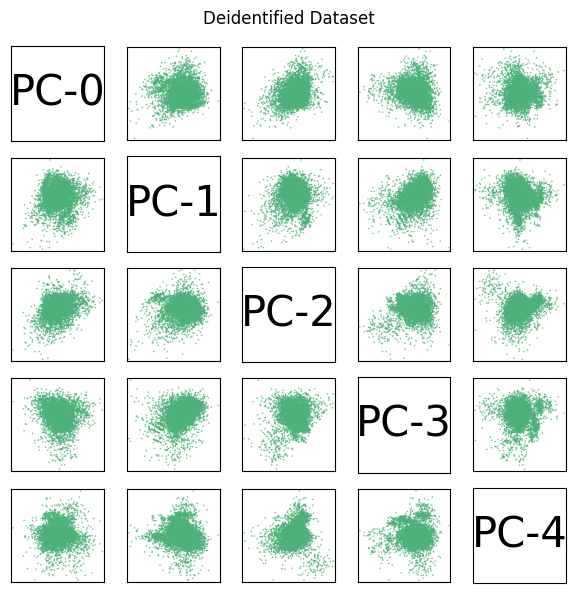 Deidentified Dataset
PC-0
PC-1
PC-2
PC-3
PC-4